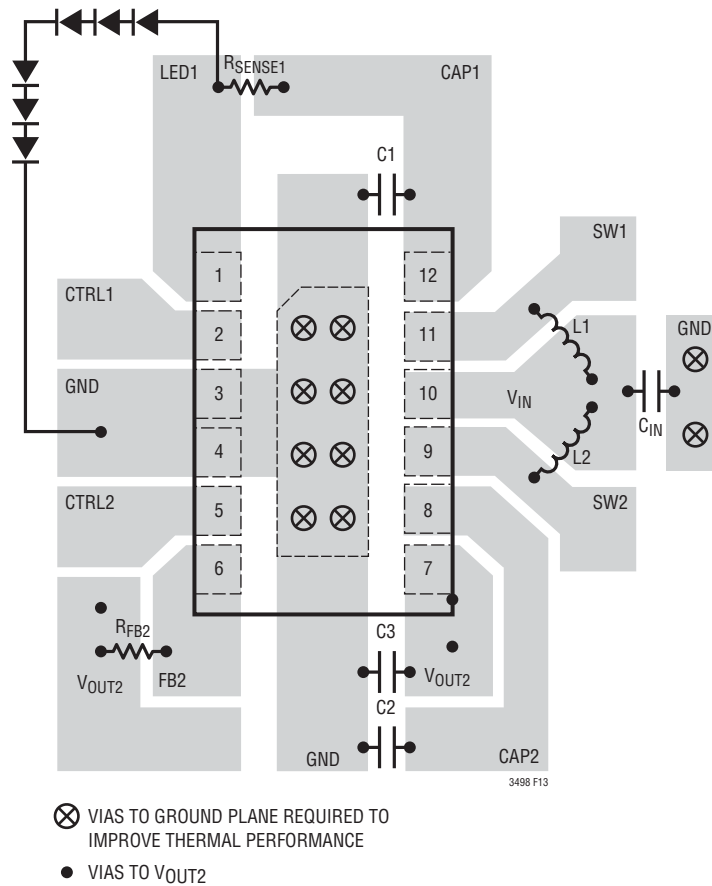 LED1
RSENSE1
CAP1
C1
SW1
1
12
CTRL1
2
11
L1
GND
GND
3
10
VIN
CIN
4
9
L2
CTRL2
5
8
SW2
6
7
RFB2
C3
VOUT2
FB2
VOUT2
C2
GND
CAP2
3498 F13
VIAS TO GROUND PLANE REQUIRED TO
IMPROVE THERMAL PERFORMANCE
VIAS TO VOUT2